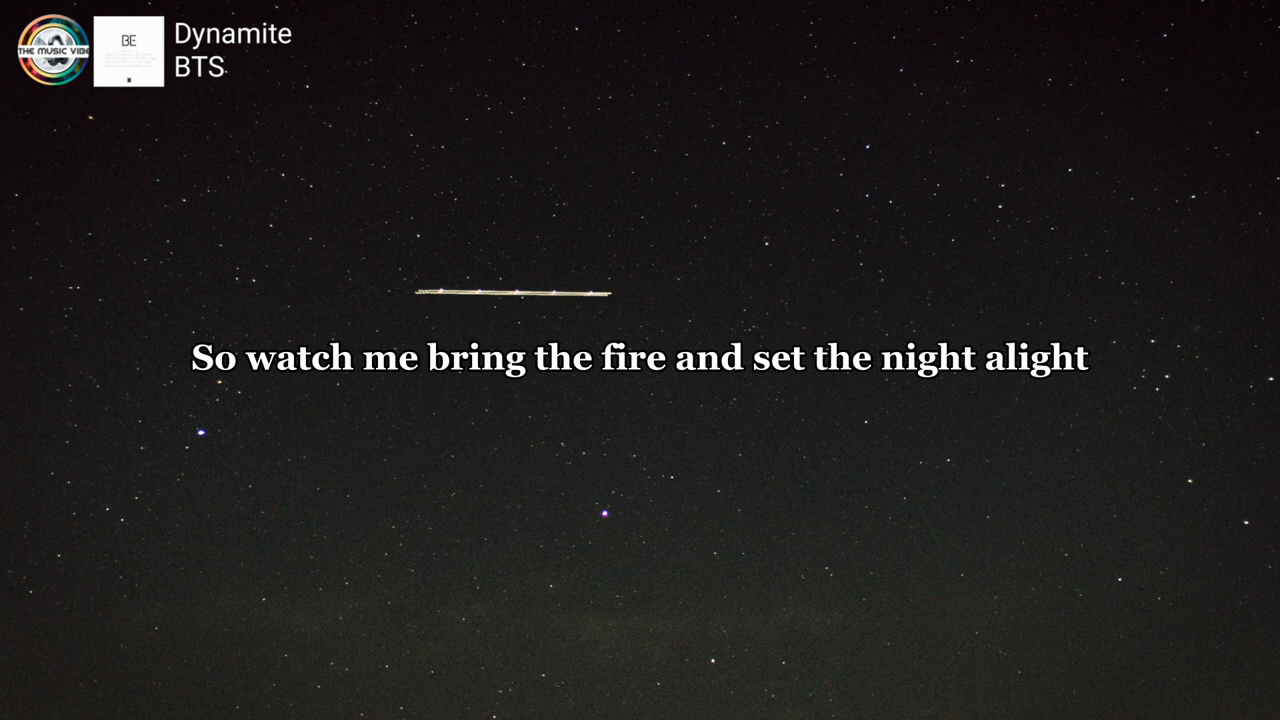 THE MUSIC VIBE
BE
Dynamite
BTS
So watch me bring the fire and set the night alight